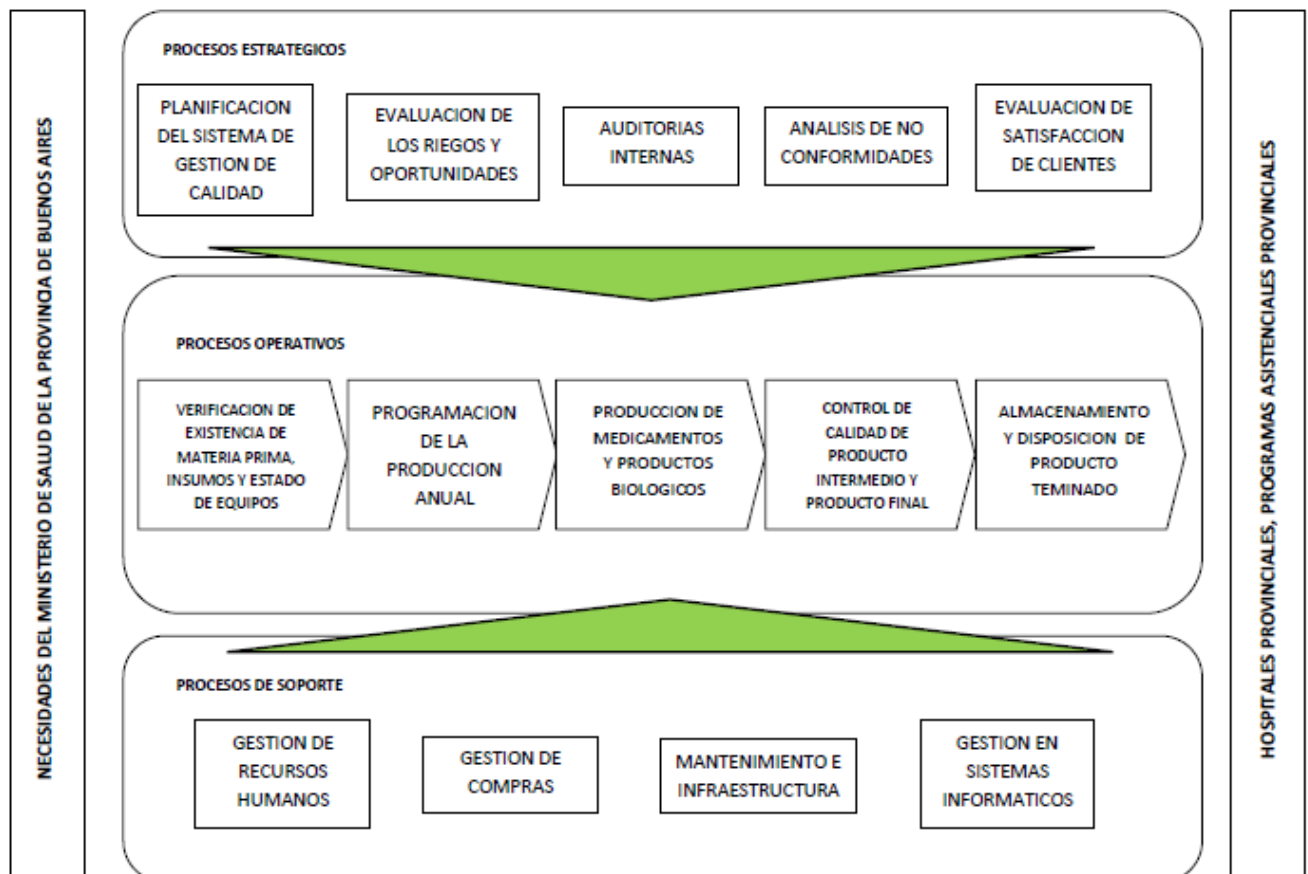 NECESIDADES DEL MINISTERIO DE SALUD DE LA PROVINCIA DE BUENOS AIRES
PROCESOS ESTRATEGICOS
PLANIFICACION
DEL SISTEMA DE
GESTION DE
CALIDAD
EVALUACION DE
LOS RIEGOS Y
OPORTUNIDADES
AUDITORIAS
INTERNAS
ANALISIS DE NO
CONFORMIDADES
EVALUACION DE
SATISFACCION
DE CLIENTES
PROCESOS OPERATIVOS
VERIFICACION DE
EXISTENCIA DE
MATERIA PRIMA,
INSUMOS Y ESTADO
DE EQUIPOS
PROGRAMACION
DE LA
PRODUCCION
ANUAL
PRODUCCION DE
MEDICAMENTOS
Y PRODUCTOS
BIOLOGICOS
CONTROL DE
CALIDAD DE
PRODUCTO
INTERMEDIO Y
PRODUCTO FINAL
ALMACENAMIENTO
Y DISPOSICION DE
PRODUCTO
TEMINADO
PROCESOS DE SOPORTE
GESTION DE
RECURSOS
HUMANOS
GESTION DE
COMPRAS
MANTENIMIENTO E
INFRAESTRUCTURA
GESTION EN
SISTEMAS
INFORMATICOS
HOSPITALES PROVINCIALES, PROGRAMAS ASISTENCIALES PROVINCIALES